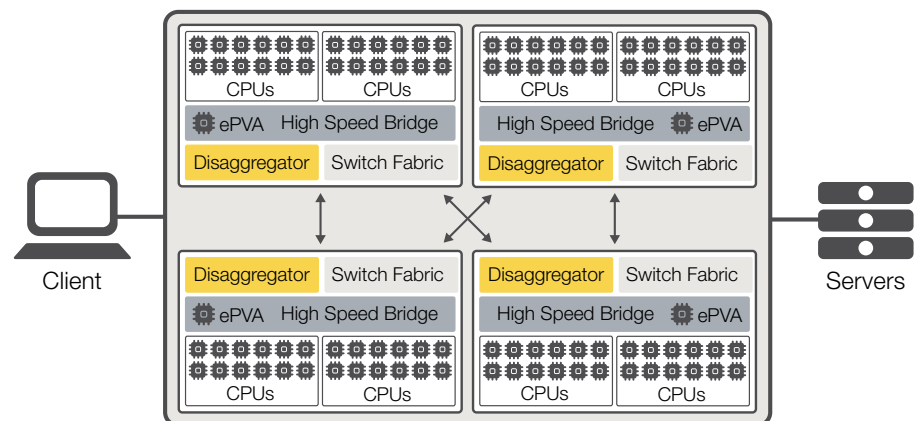 CPUs CPUs
ePVA High Speed Bridge
Disaggregator Switch Fabric
CPUs CPUs
High Speed Bridge ePVA
Disaggregator Switch Fabric
Client
Servers
Disaggregator Switch Fabric
ePVA High Speed Bridge
CPUs CPUs
Disaggregator Switch Fabric
High Speed Bridge ePVA
CPUs CPUs